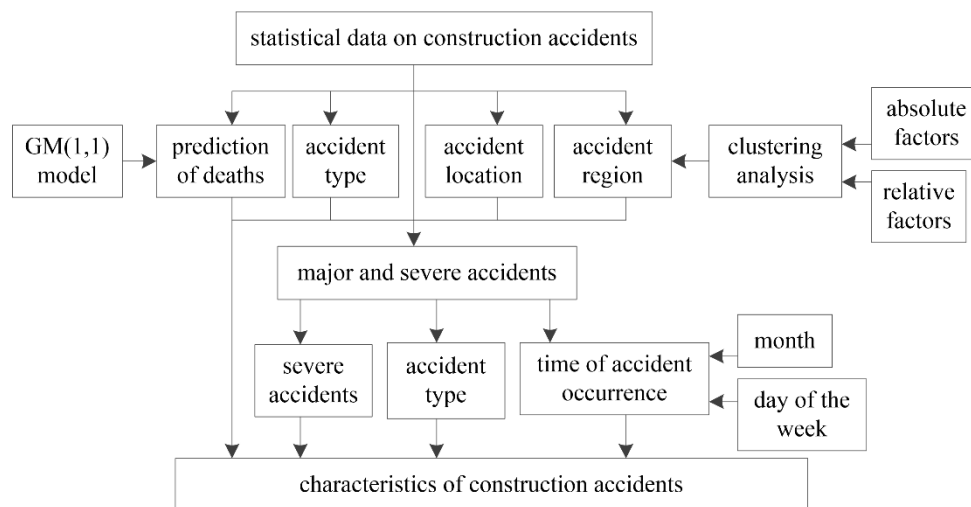 statistical data on construction accidents
GM(1,1)
model
prediction
of deaths
accident
type
accident
location
accident
region
clustering
analysis
absolute
factors
relative
factors
major and severe accidents
severe
accidents
accident
type
time of accident
occurrence
month
day of the
week
characteristics of construction accidents